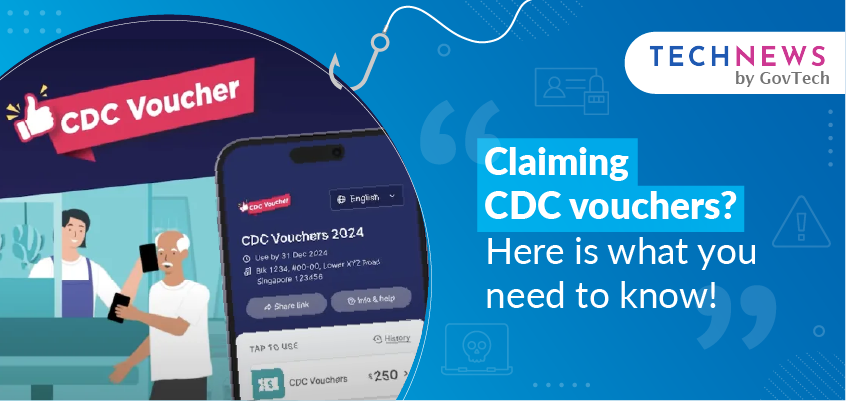 TECHNEWS
by GovTech
CDC Voucher
Claiming
CDC vouchers?
Here is what you
need to know!
CDC Voucher
English
CDC Vouchers 2024
Use by 31 Dec 2024
Blk 1234, #00-00, Lower XYZ Road
Singapore 123456
Share link
Info & help
TAP TO USE
History
CDC Vouchers
$250